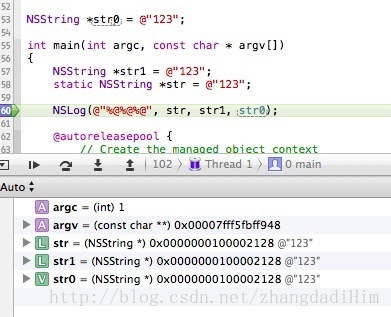 52
53 NSString *str0 = @"123";
54
55 int main(int argc, const char * argv[])
56 {
57 NSString *str1 = @"123";
58 static NSString *str = @"123";
59
60 NSLog(@"%@%@%@", str, str1, str0);
61
62 @autoreleasepool {
63 // Create the managed object context
102 Thread 1 0 main
Auto
A argc = (int) 1
A argv = (const char **) 0x00007fff5fbff948
L str = (NSString *) 0x0000000100002128 @"123"
L str1 = (NSString *) 0x0000000100002128 @"123"
V str0 = (NSString *) 0x0000000100002128 @"123"
http://blog.csdn.net/zhangdadiHim